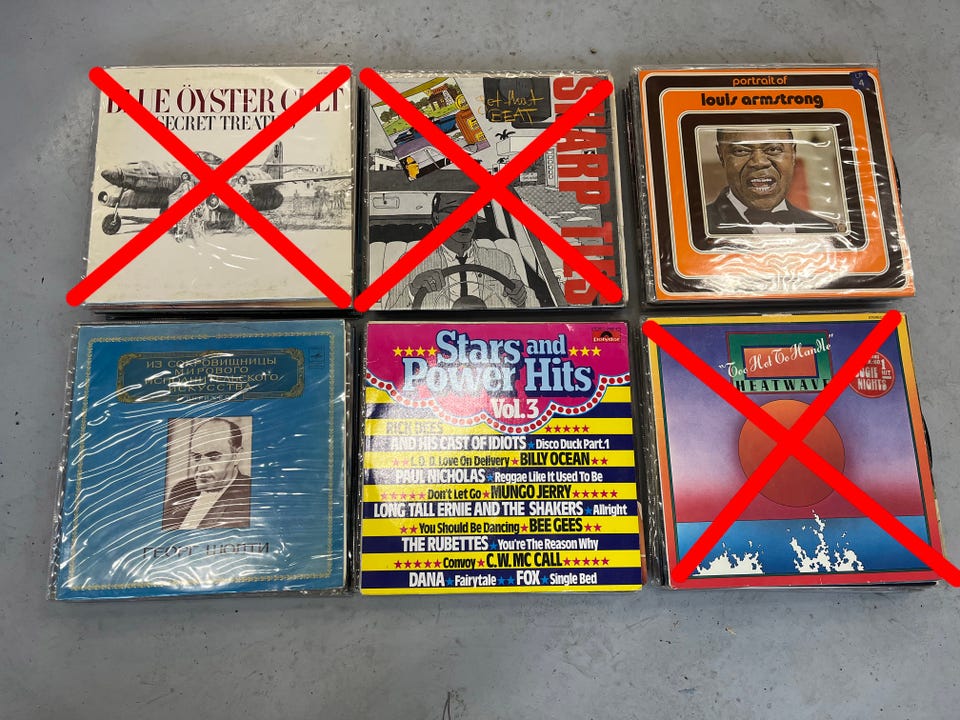 BLUE ÖYSTER CULT
SECRET TREATIES
Get that
BEAT
SHARP TIES
portrait of
louis armstrong
LP
4
ИЗ СОКРОВИЩНИЦЫ
МИРОВОГО
ИСПОЛНИТЕЛЬСКОГО
ИСКУССТВА
ГЕОРГ ШОЛТИ
Polydor
Stars and
Power Hits
Vol.3
RICK DEES
AND HIS CAST OF IDIOTS ★ Disco Duck Part.1
L.O.D. Love On Delivery ★ BILLY OCEAN ★★
PAUL NICHOLAS ★ Reggae Like It Used To Be
★★★★★ Don't Let Go ★ MUNGO JERRY ★★★★★
LONG TALL ERNIE AND THE SHAKERS ★ Allright
★★ You Should Be Dancing ★ BEE GEES ★★
THE RUBETTES ★ You're The Reason Why
★★★★★ Convoy ★ C.W. MC CALL ★★★★★
DANA ★ Fairytale ★★ FOX ★ Single Bed
"Too Hot To Handle"
HEATWAVE
1
HIT
NIGHTS"